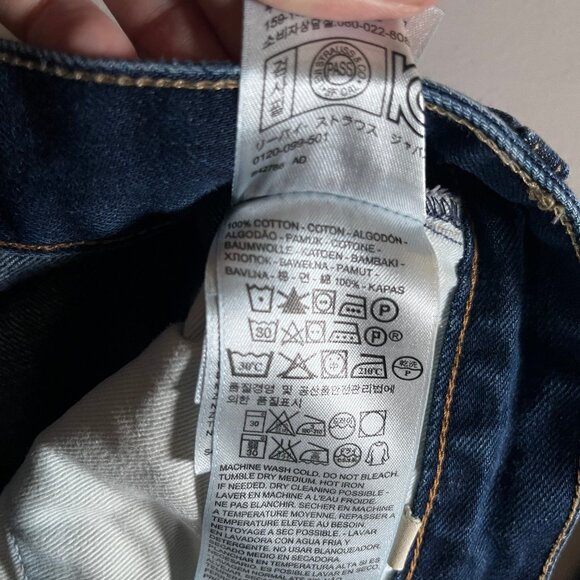 소비자상담실:080-022-
STRAUSS & CO.
PASS
SF CAL
リーバイ ストラウス ジャパン
0120-099-501
100% COTTON - COTON - ALGODÓN -
ALGODÃO - PAMUK - COTONE -
BAUMWOLLE - KATOEN - BAMBAKI -
ХЛОПОК - BAWEŁNA - PAMUT -
BAVLNA - 棉 - 면 - 綿 100% - KAPAS
P
30 P
30°C 210°C P
품질경영 및 공산품안전관리법에
의한 품질표시
30
MACHINE WASH COLD. DO NOT BLEACH.
TUMBLE DRY MEDIUM. HOT IRON
IF NEEDED. DRY CLEANING POSSIBLE -
LAVER EN MACHINE A L'EAU FROIDE.
NE PAS BLANCHIR. SECHER EN MACHINE
A TEMPERATURE MOYENNE. REPASSAGE
TEMPERATURE ELEVEE AU BESOIN.
NETTOYAGE A SEC POSSIBLE - LAVAR
EN LAVADORA CON AGUA FRIA Y
DETERGENTE. NO USAR BLANQUEADOR.
SECADO MEDIO EN SECADORA.